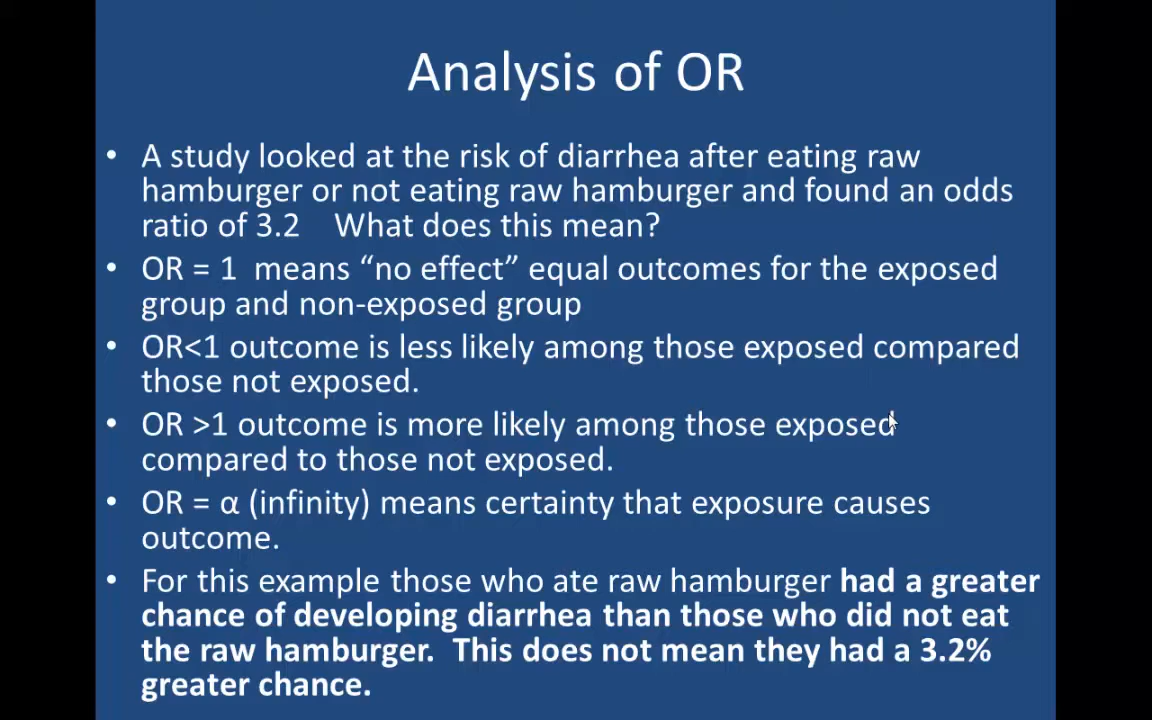 Analysis of OR
• A study looked at the risk of diarrhea after eating raw
hamburger or not eating raw hamburger and found an odds
ratio of 3.2    What does this mean?
• OR = 1  means “no effect” equal outcomes for the exposed
group and non-exposed group
• OR<1 outcome is less likely among those exposed compared
those not exposed.
• OR >1 outcome is more likely among those exposed
compared to those not exposed.
• OR = α (infinity) means certainty that exposure causes
outcome.
• For this example those who ate raw hamburger had a greater
chance of developing diarrhea than those who did not eat
the raw hamburger.  This does not mean they had a 3.2%
greater chance.